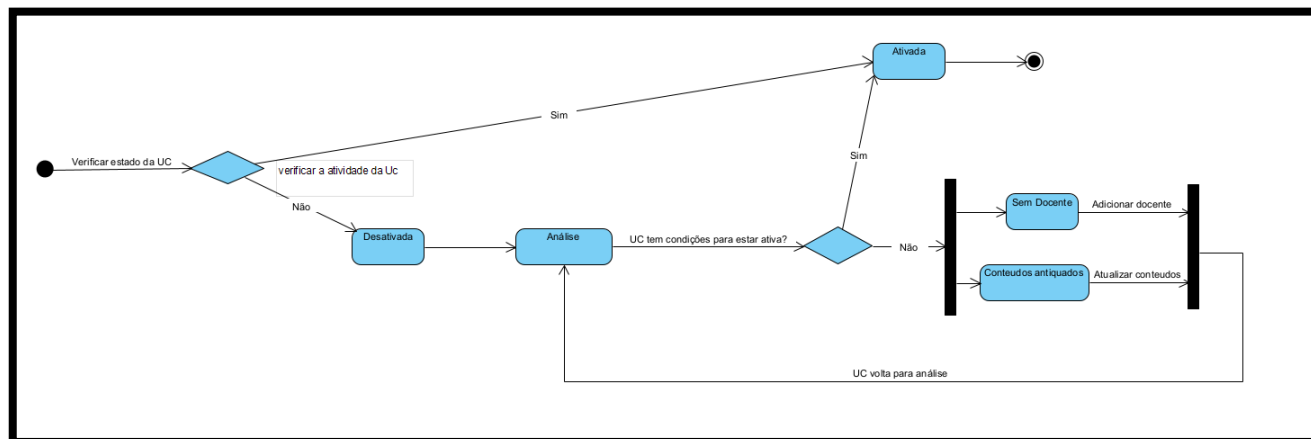 Ativada
Sim
Verificar estado da UC
verificar a atividade da Uc
Sim
Não
Sem Docente
Adicionar docente
Desativada
Análise
UC tem condições para estar ativa?
Não
Conteudos antiquados
Atualizar conteudos
UC volta para análise